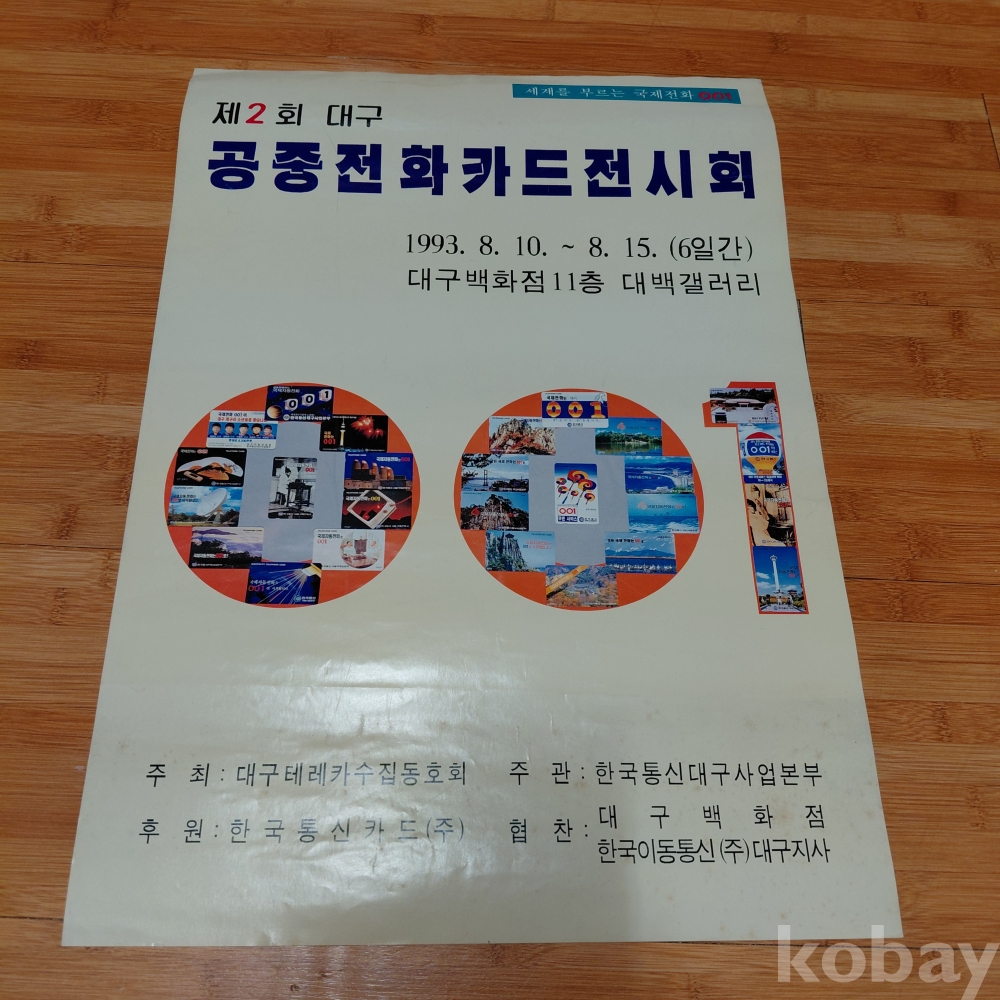 세계를 부르는 국제전화 001
제2회 대구
공중전화카드전시회
1993. 8. 10. ~ 8. 15. (6일간)
대구백화점11층 대백갤러리
001
주 최 : 대구테레카수집동호회
주 관 : 한국통신대구사업본부
후 원 : 한국통신카드(주)
협 찬 : 대 구 백 화 점
한국이동통신(주)대구지사
kobay